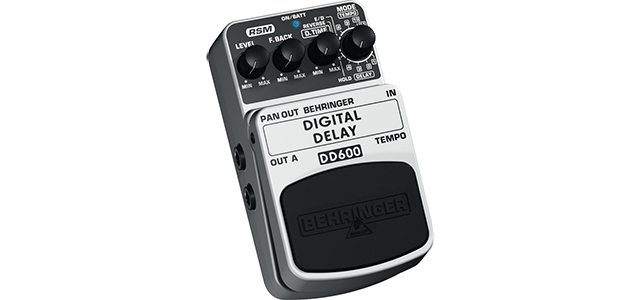 RSM
ON/BATT
MODE
TEMPO
E/D
REVERSE
LEVEL
F.BACK
D.TIME
MIN MAX
MIN MAX
MIN MAX
HOLD DELAY
PAN OUT BEHRINGER IN
DIGITAL
DELAY
OUT A TEMPO
DD600
BEHRINGER